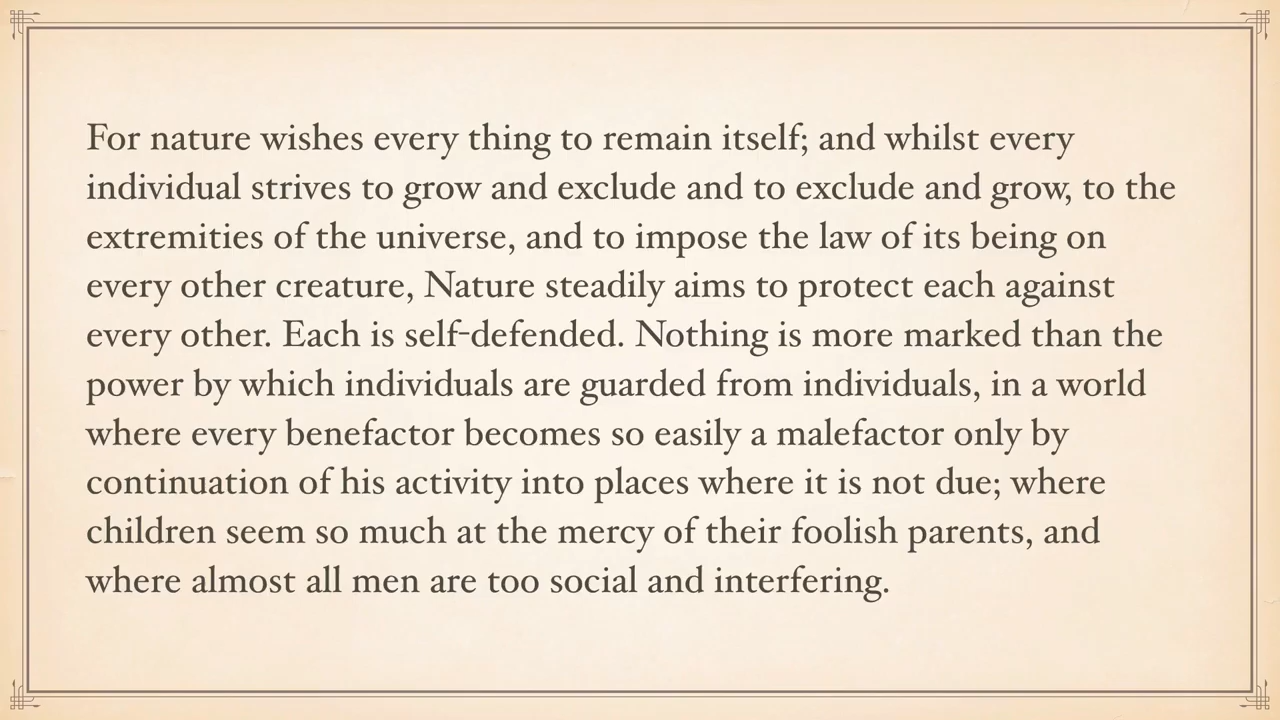 For nature wishes every thing to remain itself; and whilst every
individual strives to grow and exclude and to exclude and grow, to the
extremities of the universe, and to impose the law of its being on
every other creature, Nature steadily aims to protect each against
every other. Each is self-defended. Nothing is more marked than the
power by which individuals are guarded from individuals, in a world
where every benefactor becomes so easily a malefactor only by
continuation of his activity into places where it is not due; where
children seem so much at the mercy of their foolish parents, and
where almost all men are too social and interfering.